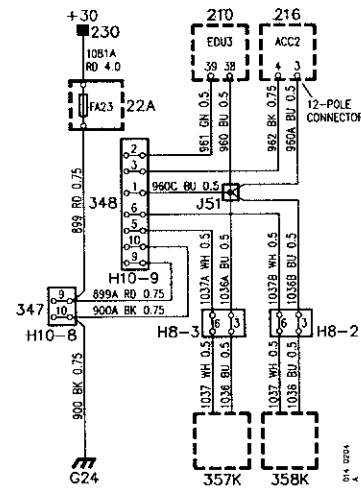 +30
230
1081A
RD 4.0
FA23
22A
210
EDU3
39 38
216
ACC2
4 3
12-POLE
CONNECTOR
961 GN 0.5
960 BU 0.5
962 BK 0.75
960A BU 0.5
2
3
1
6
5
10
9
348
960C BU 0.5
J51
H10-9
899 RD 0.75
347
9
10
899A RD 0.75
900A BK 0.75
H10-8
900 BK 0.75
G24
1037A WH 0.5
1036A BU 0.5
1037B WH 0.5
1036B BU 0.5
H8-3
6 3
6 3
H8-2
1037 WH 0.5
1036 BU 0.5
1037 WH 0.5
1036 BU 0.5
357K
358K
014 0204
A